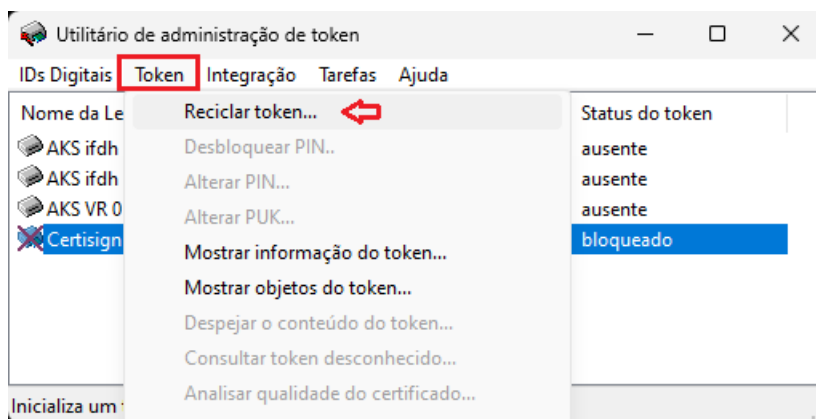 Utilitário de administração de token
IDs Digitais Token Integração Tarefas Ajuda
Nome da Le Status do token
Reciclar token...
AKS ifdh ausente
Desbloquear PIN..
AKS ifdh ausente
Alterar PIN...
AKS VR 0 ausente
Alterar PUK...
Certisign bloqueado
Mostrar informação do token...
Mostrar objetos do token...
Despejar o conteúdo do token...
Consultar token desconhecido...
Analisar qualidade do certificado...
Inicializa um